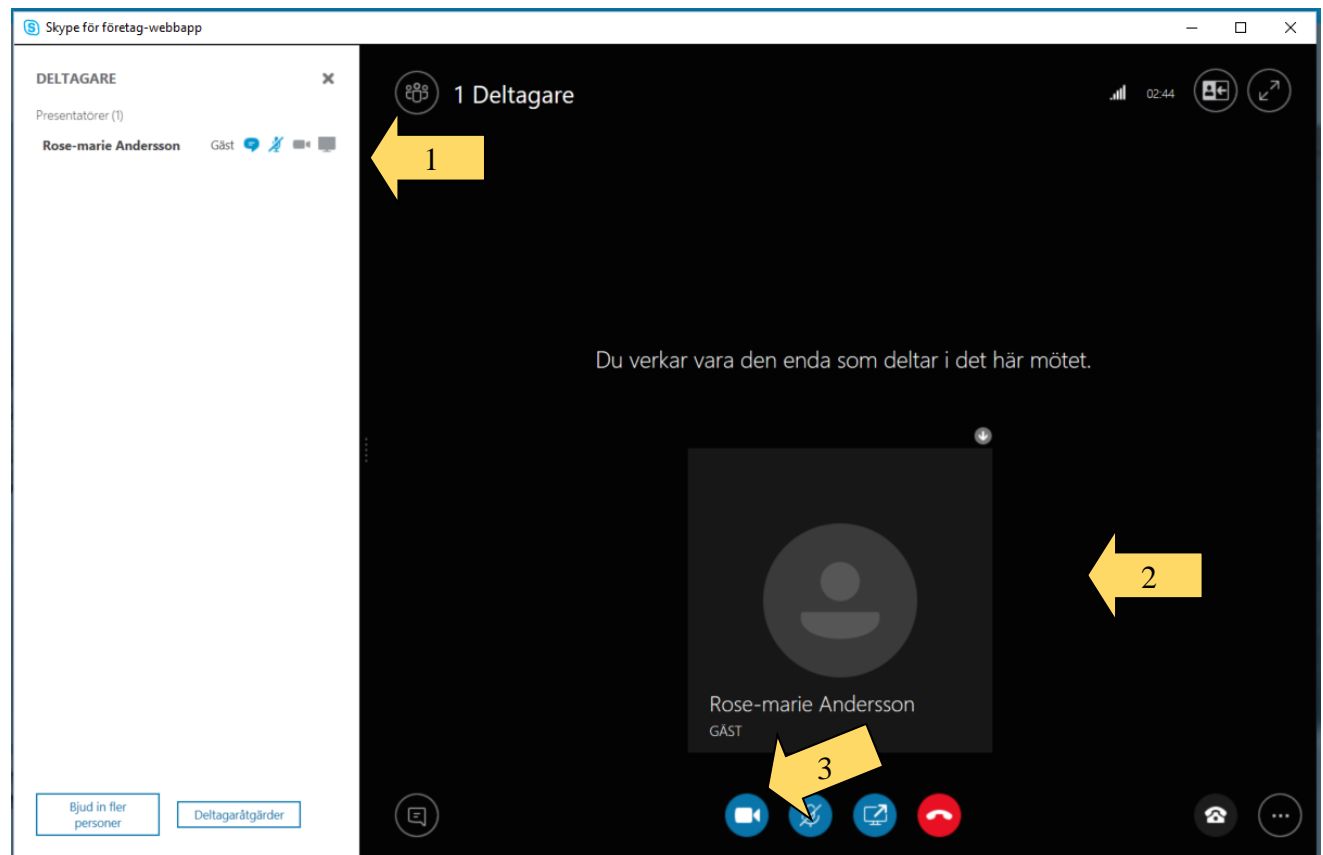 Skype för företag-webbapp
DELTAGARE
Presentatörer (1)
Rose-marie Andersson Gäst
1 Deltagare
02:44
1
Du verkar vara den enda som deltar i det här mötet.
2
Rose-marie Andersson
GÄST
3
Bjud in fler
personer
Deltagaråtgärder